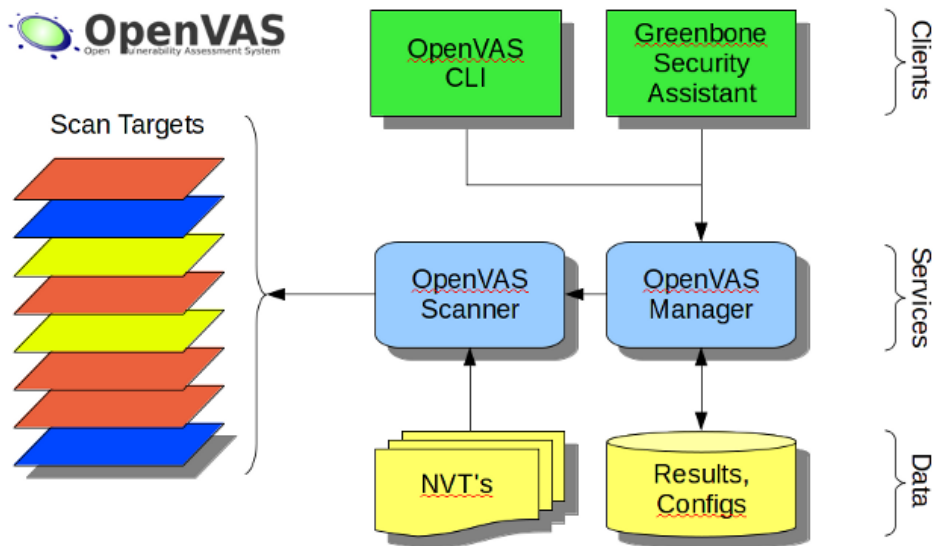 OpenVAS
Open Vulnerability Assessment System
OpenVAS
CLI
Greenbone
Security
Assistant
Clients
Scan Targets
OpenVAS
Scanner
OpenVAS
Manager
Services
NVT's
Results,
Configs
Data